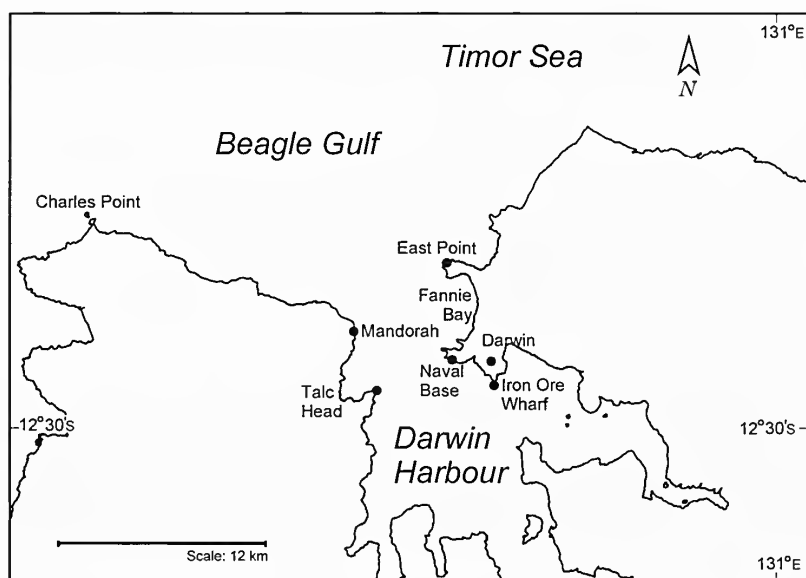 131°E
Timor Sea
N
Beagle Gulf
Charles Point
East Point
Fannie
Bay
Mandorah
Darwin
Naval
Base
Iron Ore
Wharf
Talc
Head
12°30'S
12°30'S
Darwin
Harbour
Scale: 12 km
131°E